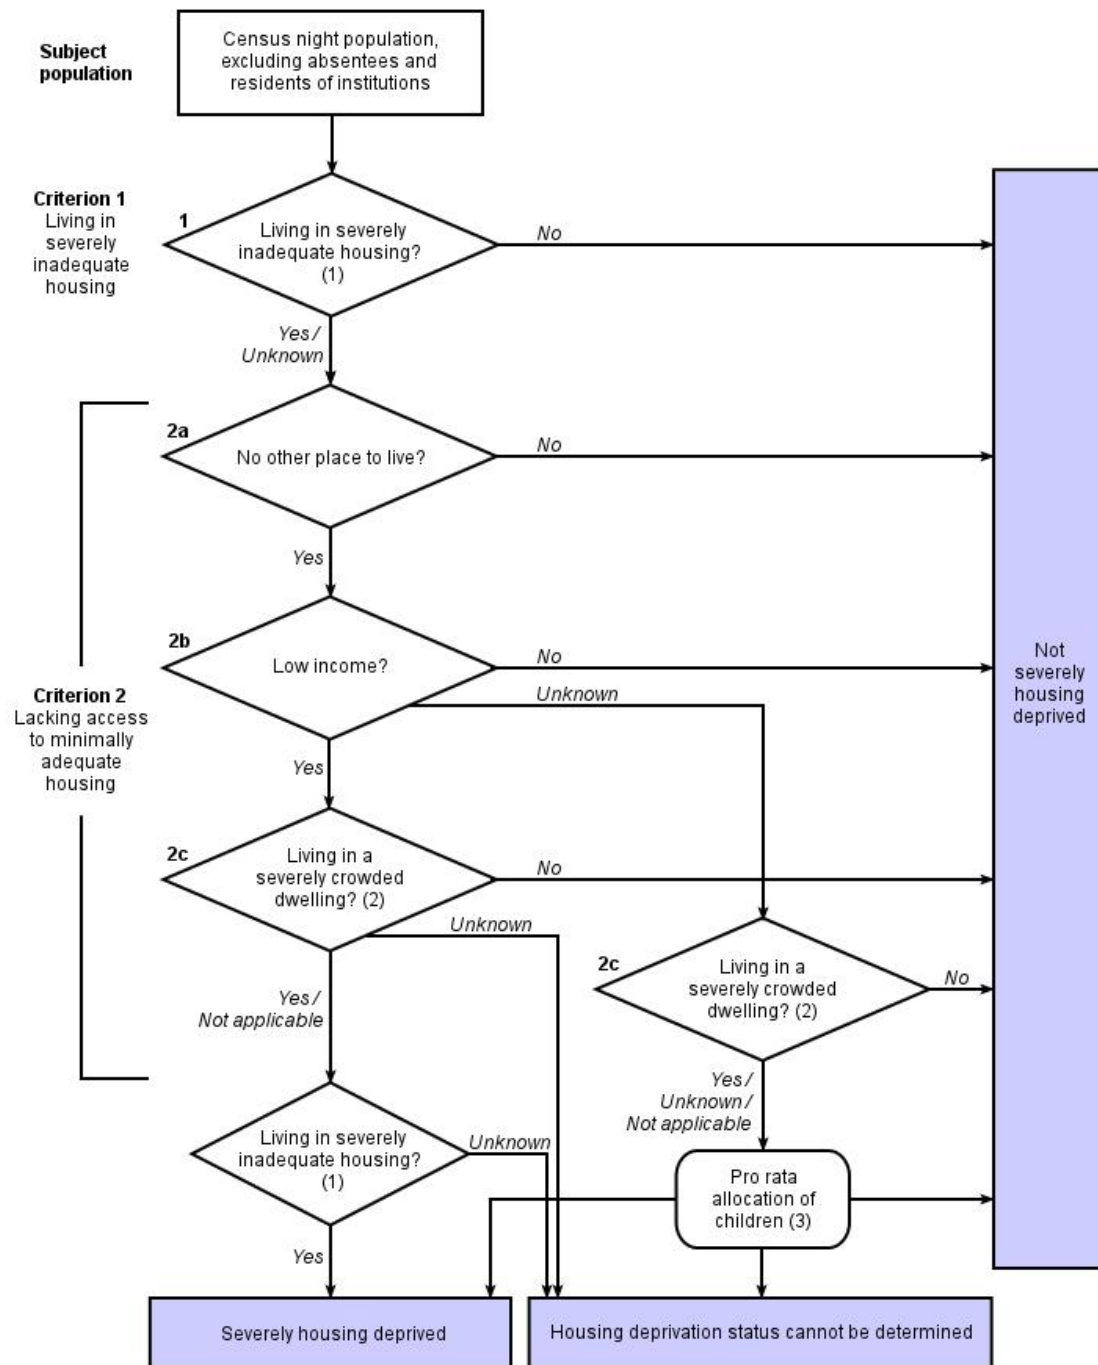 Subject
population
Census night population,
excluding absentees and
residents of institutions
Criterion 1
Living in
severely
inadequate
housing
1
Living in severely
inadequate housing?
(1)
No
Yes /
Unknown
2a
No other place to live?
No
Yes
2b
Low income?
No
Unknown
Yes
Criterion 2
Lacking access
to minimally
adequate
housing
Not
severely
housing
deprived
2c
Living in a
severely crowded
dwelling? (2)
No
Unknown
Yes /
Not applicable
2c
Living in a
severely crowded
dwelling? (2)
No
Yes /
Unknown /
Not applicable
Living in severely
inadequate housing?
(1)
Unknown
Yes
Pro rata
allocation of
children (3)
Severely housing deprived
Housing deprivation status cannot be determined